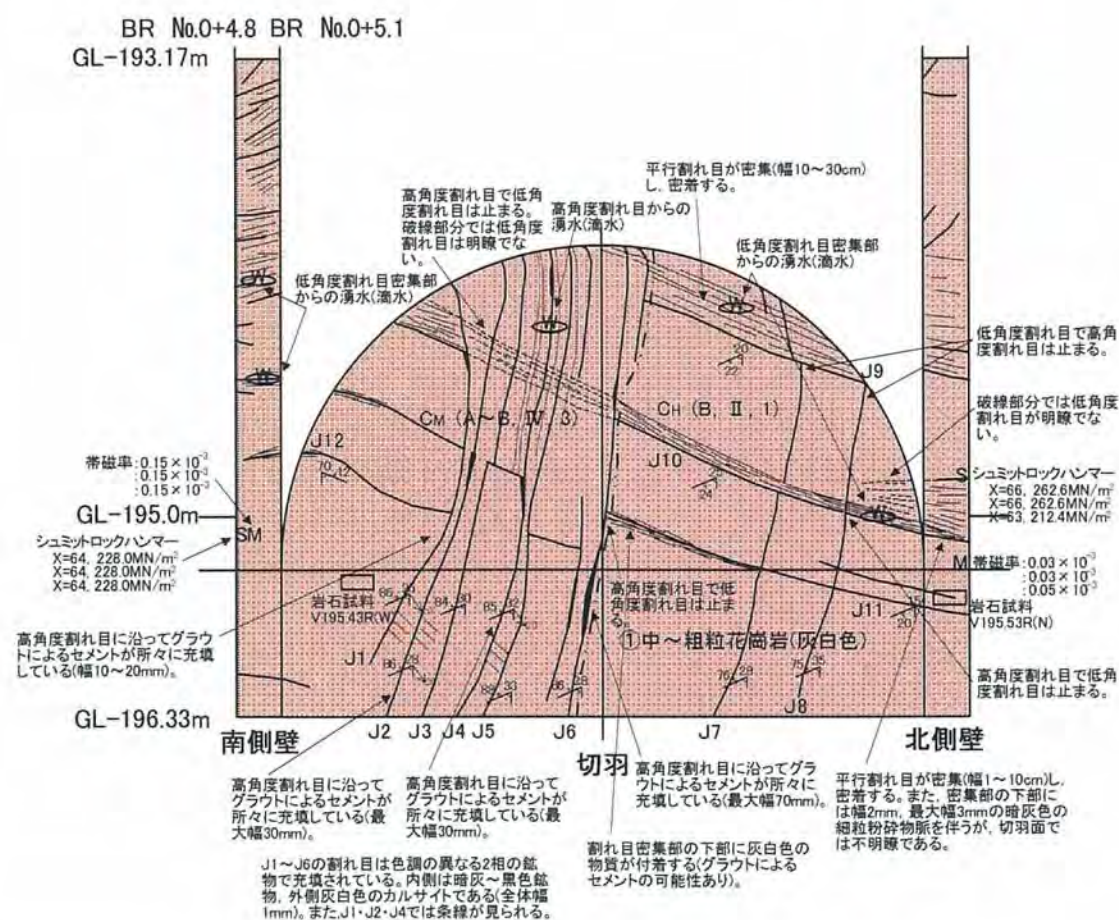 BR No.0+4.8 BR No.0+5.1
GL-193.17m
平行割れ目が密集(幅10～30cm)
し, 密着する。
高角度割れ目で低角
度割れ目は止まる。
破線部分では低角度
割れ目は明瞭でな
い。
高角度割れ目からの
湧水(滴水)
低角度割れ目密集部
からの湧水(滴水)
W
低角度割れ目密集部
からの湧水(滴水)
W
W
W
低角度割れ目で高角
度割れ目は止まる。
20
22
J9
破線部分では低角度
割れ目が明瞭でな
い。
CM (A～B, Ⅳ, 3)
CH (B, Ⅱ, 1)
J12
10
J10
24
帯磁率:0.15×10⁻³
:0.15×10⁻³
:0.15×10⁻³
S シュミットロックハンマー
X=66, 262.6MN/m²
X=66, 262.6MN/m²
X=63, 212.4MN/m²
GL-195.0m
W
SM
シュミットロックハンマー
X=64, 228.0MN/m²
X=64, 228.0MN/m²
X=64, 228.0MN/m²
M 帯磁率:0.03×10⁻³
:0.03×10⁻³
:0.05×10⁻³
岩石試料
V195.43R(W)
高角度割れ目で低角
度割れ目は止ま
る。
岩石試料
V195.53R(N)
J11
20
86
84
30
85
32
①中～粗粒花崗岩(灰白色)
高角度割れ目に沿ってグラウ
トによるセメントが所々に充填
している(幅10～20mm)。
J1
86
88
33
86
28
76
29
75
35
高角度割れ目で低角
度割れ目は止まる。
GL-196.33m
J2 J3 J4 J5 J6 J7 J8
南側壁
切羽
北側壁
高角度割れ目に沿って
グラウトによるセメントが
所々に充填している(最
大幅30mm)。
高角度割れ目に沿って
グラウトによるセメントが
所々に充填している(最大
幅30mm)。
高角度割れ目に沿ってグラ
ウトによるセメントが所々に
充填している(最大幅70mm)。
平行割れ目が密集(幅1～10cm)し,
密着する。また, 密集部の下部に
は幅2mm, 最大幅3mmの暗灰色の
細粒粉砕物脈を伴うが, 切羽面で
は不明瞭である。
割れ目密集部の下部に灰白色の
物質が付着する(グラウトによる
セメントの可能性あり)。
J1～J6の割れ目は色調の異なる2相の鉱
物で充填されている。内側は暗灰～黒色鉱
物, 外側灰白色のカルサイトである(全体幅
1mm)。また, J1・J2・J4では条線が見られる。